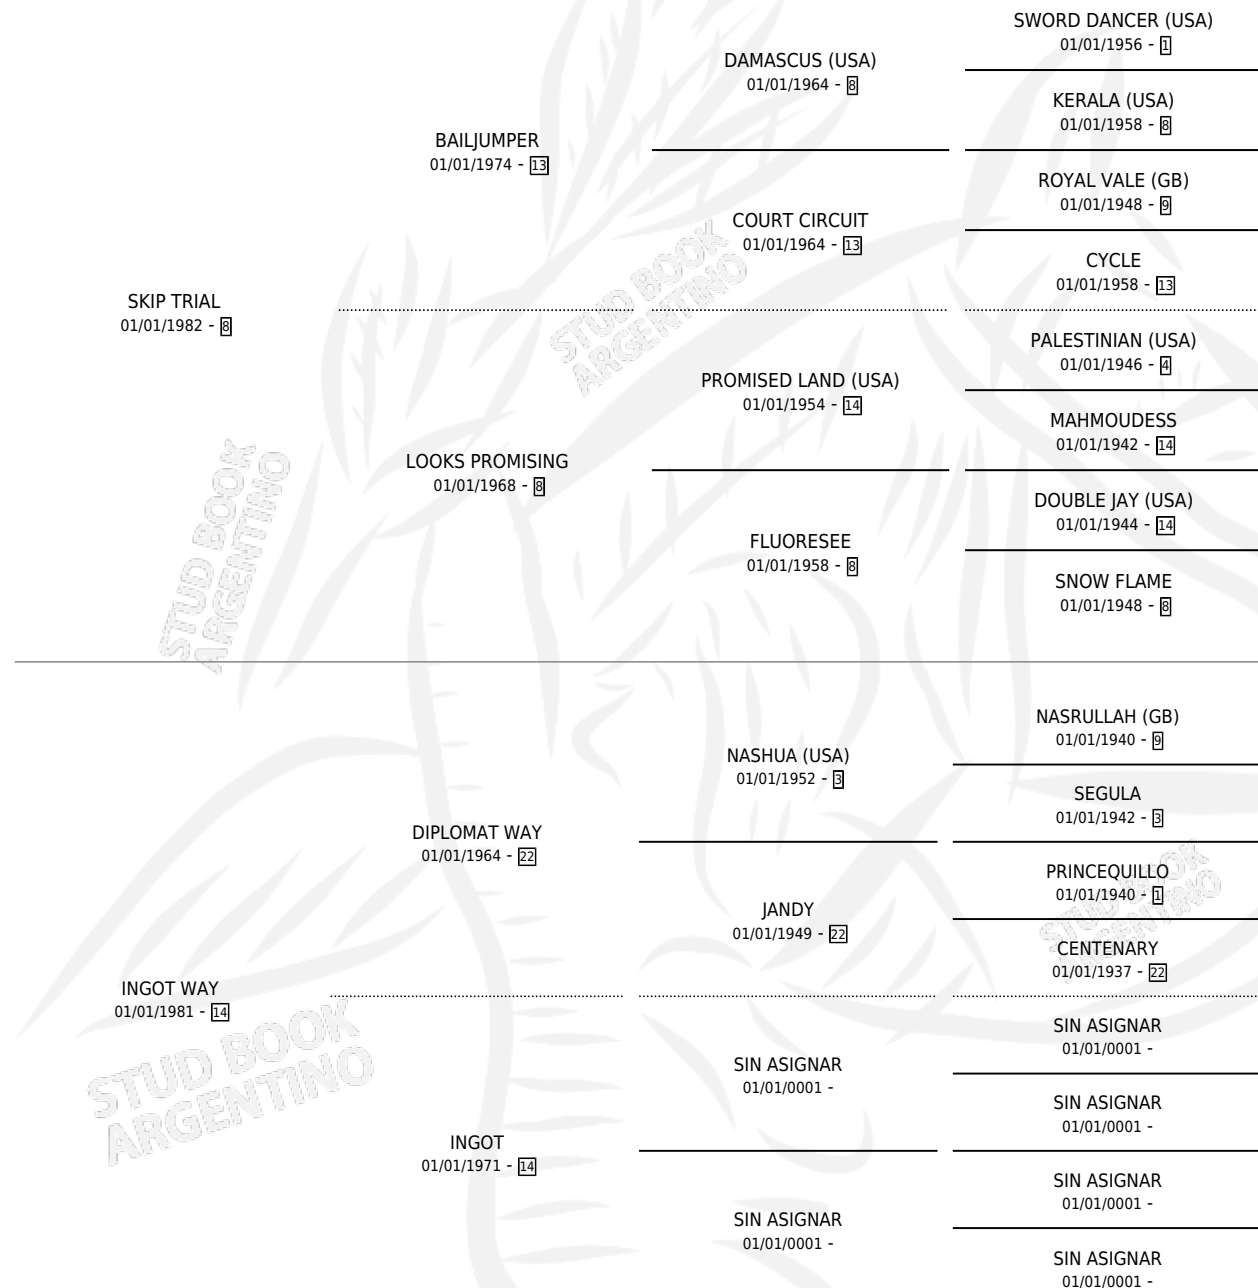 SWORD DANCER (USA)
01/01/1956 - 1
DAMASCUS (USA)
01/01/1964 - 8
KERALA (USA)
01/01/1958 - 8
BAILJUMPER
01/01/1974 - 13
ROYAL VALE (GB)
01/01/1948 - 9
COURT CIRCUIT
01/01/1964 - 13
CYCLE
01/01/1958 - 13
SKIP TRIAL
01/01/1982 - 8
PALESTINIAN (USA)
01/01/1946 - 4
PROMISED LAND (USA)
01/01/1954 - 14
MAHMOUDESS
01/01/1942 - 14
LOOKS PROMISING
01/01/1968 - 8
DOUBLE JAY (USA)
01/01/1944 - 14
FLUORESEE
01/01/1958 - 8
SNOW FLAME
01/01/1948 - 8
NASRULLAH (GB)
01/01/1940 - 9
NASHUA (USA)
01/01/1952 - 3
SEGULA
01/01/1942 - 3
DIPLOMAT WAY
01/01/1964 - 22
PRINCEQUILLO
01/01/1940 - 1
JANDY
01/01/1949 - 22
CENTENARY
01/01/1937 - 22
INGOT WAY
01/01/1981 - 14
SIN ASIGNAR
01/01/0001 -
SIN ASIGNAR
01/01/0001 -
SIN ASIGNAR
01/01/0001 -
INGOT
01/01/1971 - 14
SIN ASIGNAR
01/01/0001 -
SIN ASIGNAR
01/01/0001 -
SIN ASIGNAR
01/01/0001 -
STUD BOOK
ARGENTINO
STUD BOOK
ARGENTINO
STUD BOOK
ARGENTINO
STUD BOOK
ARGENTINO